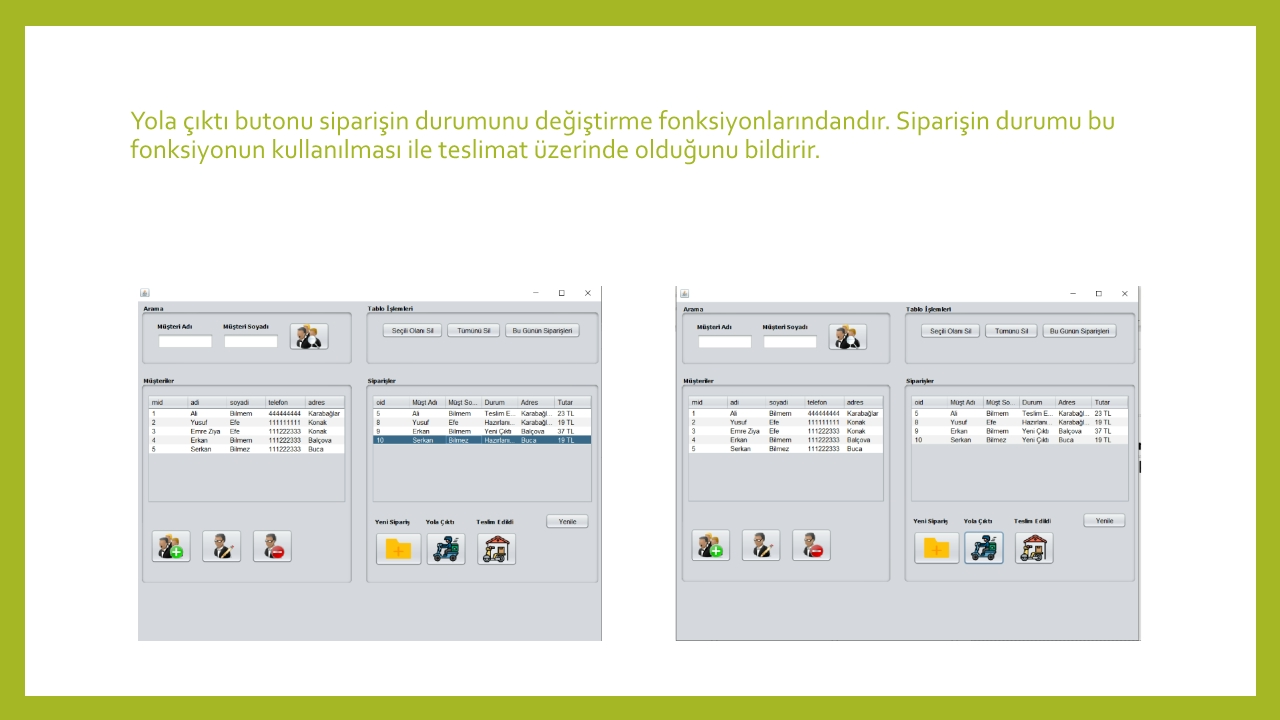 Yola çıktı butonu siparişin durumunu değiştirme fonksiyonlarındandır. Siparişin durumu bu
fonksiyonun kullanılması ile teslimat üzerinde olduğunu bildirir.
Arama
Müşteri Adı Müşteri Soyadı
Tablo İşlemleri
Seçili Olanı Sil Tümünü Sil Bu Günün Siparişleri
Müşteriler
mid adi soyadi telefon adres
1 Ali Bilmem 444444444 Karabağlar
2 Yusuf Efe 111111111 Konak
3 Emre Ziya Efe 111222333 Konak
4 Erkan Bilmem 111222333 Balçova
5 Serkan Bilmez 111222333 Buca
Siparişler
oid Müşt Adı Müşt So... Durum Adres Tutar
5 Ali Bilmem Teslim E... Karabağl... 23 TL
8 Yusuf Efe Hazırlanı... Karabağl... 19 TL
9 Erkan Bilmem Yeni Çıktı Balçova 37 TL
10 Serkan Bilmez Hazırlanı... Buca 19 TL
Yeni Sipariş Yola Çıktı Teslim Edildi Yenile
Arama
Müşteri Adı Müşteri Soyadı
Tablo İşlemleri
Seçili Olanı Sil Tümünü Sil Bu Günün Siparişleri
Müşteriler
mid adi soyadi telefon adres
1 Ali Bilmem 444444444 Karabağlar
2 Yusuf Efe 111111111 Konak
3 Emre Ziya Efe 111222333 Konak
4 Erkan Bilmem 111222333 Balçova
5 Serkan Bilmez 111222333 Buca
Siparişler
oid Müşt Adı Müşt So... Durum Adres Tutar
5 Ali Bilmem Teslim E... Karabağl... 23 TL
8 Yusuf Efe Hazırlanı... Karabağl... 19 TL
9 Erkan Bilmem Yeni Çıktı Balçova 37 TL
10 Serkan Bilmez Yeni Çıktı Buca 19 TL
Yeni Sipariş Yola Çıktı Teslim Edildi Yenile